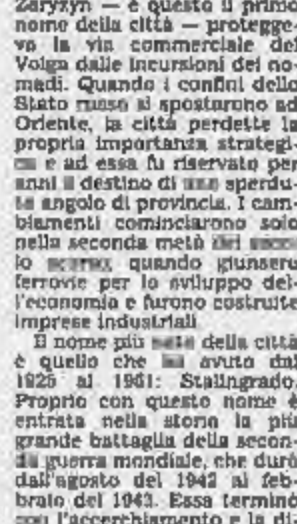 Zaryzyn — è questo il primo
nome della città — protegge-
va la via commerciale del
Volga dalle incursioni dei no-
madi. Quando i confini dello
Stato russo si spostarono ad
Oriente, la città perdette la
propria importanza strategi-
ca e ad essa fu riservato per
anni il destino di uno sperdu-
to angolo di provincia. I cam-
biamenti cominciarono solo
nella seconda metà del seco-
lo scorso, quando giunsero
ferrovie per lo sviluppo del-
l'economia e furono costruite
imprese industriali
Il nome più della città
è quello che ha avuto dal
1925 al 1961: Stalingrado.
Proprio con questo nome è
entrata nella storia la più
grande battaglia della secon-
da guerra mondiale, che durò
dall'agosto del 1942 al feb-
braio del 1943. Essa terminò
con l'accerchiamento e la di-